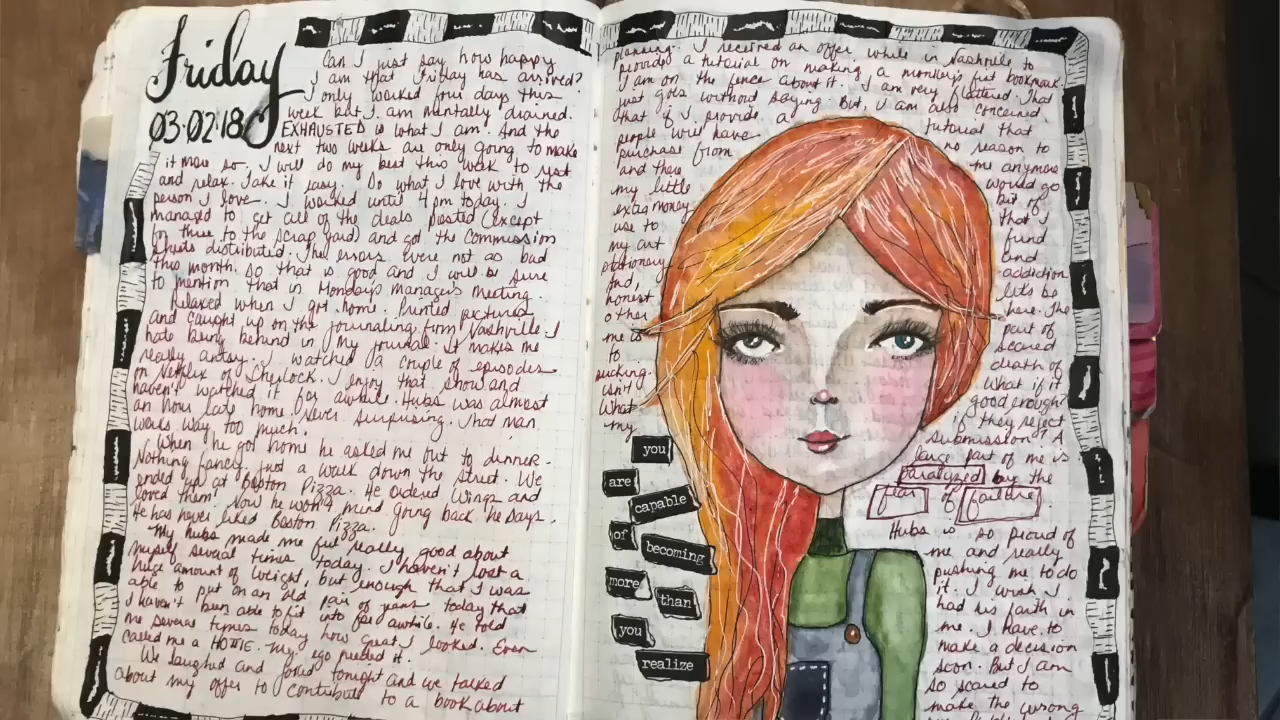 Friday
03·02·18
Can I just say how happy
I am that Friday has arrived?
I only worked four days this
week but I am mentally drained.
EXHAUSTED is what I am. And the
next two weeks are only going to make
it more so. I will do my best this week to rest
and relax. Take it easy. Do what I love with the
person I love. I worked until 4pm today. I
managed to get all of the deals posted (except
for three to the scrap yard) and got the Commission
sheets distributed. The errors were not as bad
this month. So that is good and I will be sure
to mention that in Monday's managers meeting.
Relaxed when I got home. Printed pictures
and caught up on the journaling from Nashville. I
hate being behind in my journal. It makes me
really antsy. I watched a couple of episodes
on Netflix of Sherlock. I enjoy that show and
haven't watched it for awhile. Hubs was almost
an hour late home. Never surprising. That man
works way too much.
When he got home he asked me out to dinner.
Nothing fancy, just a walk down the street. We
ended up at Boston Pizza. He ordered wings and
loved them! Now he won't mind going back he says.
He has never liked Boston Pizza.
My hubs made me feel really good about
myself several times today. I haven't lost a
huge amount of weight, but enough that I was
able to put on an old pair of jeans today that
I haven't been able to fit into for awhile. He told
me several times today how great I looked. Even
called me a HOTTIE. My ego needed it.
We laughed and joked tonight and we talked
about my offer to contribute to a book about
planning. I received an offer while in Nashville to
provide a tutorial on making a monkey's fist bookmark.
I am on the fence about it. I am very flattered. That
just goes without saying. But, I am also concerned
that if I provide a tutorial that
people will have no reason to
purchase from me anymore
and there would go
my little bit of
extra money that I
use to fund
my art and
stationary addiction
And, let's be
honest here. The
other part of
me is scared
to death of
sucking. What if it
isn't good enough?
What if they reject
my submission? A
large part of me is
paralyzed by the
fear of failure
you
are
capable
of
becoming
more
than
you
realize
Hubs is so proud of
me and really
pushing me to do
it. I wish I
had his faith in
me. I have to
make a decision
soon. But I am
so scared to
make the wrong